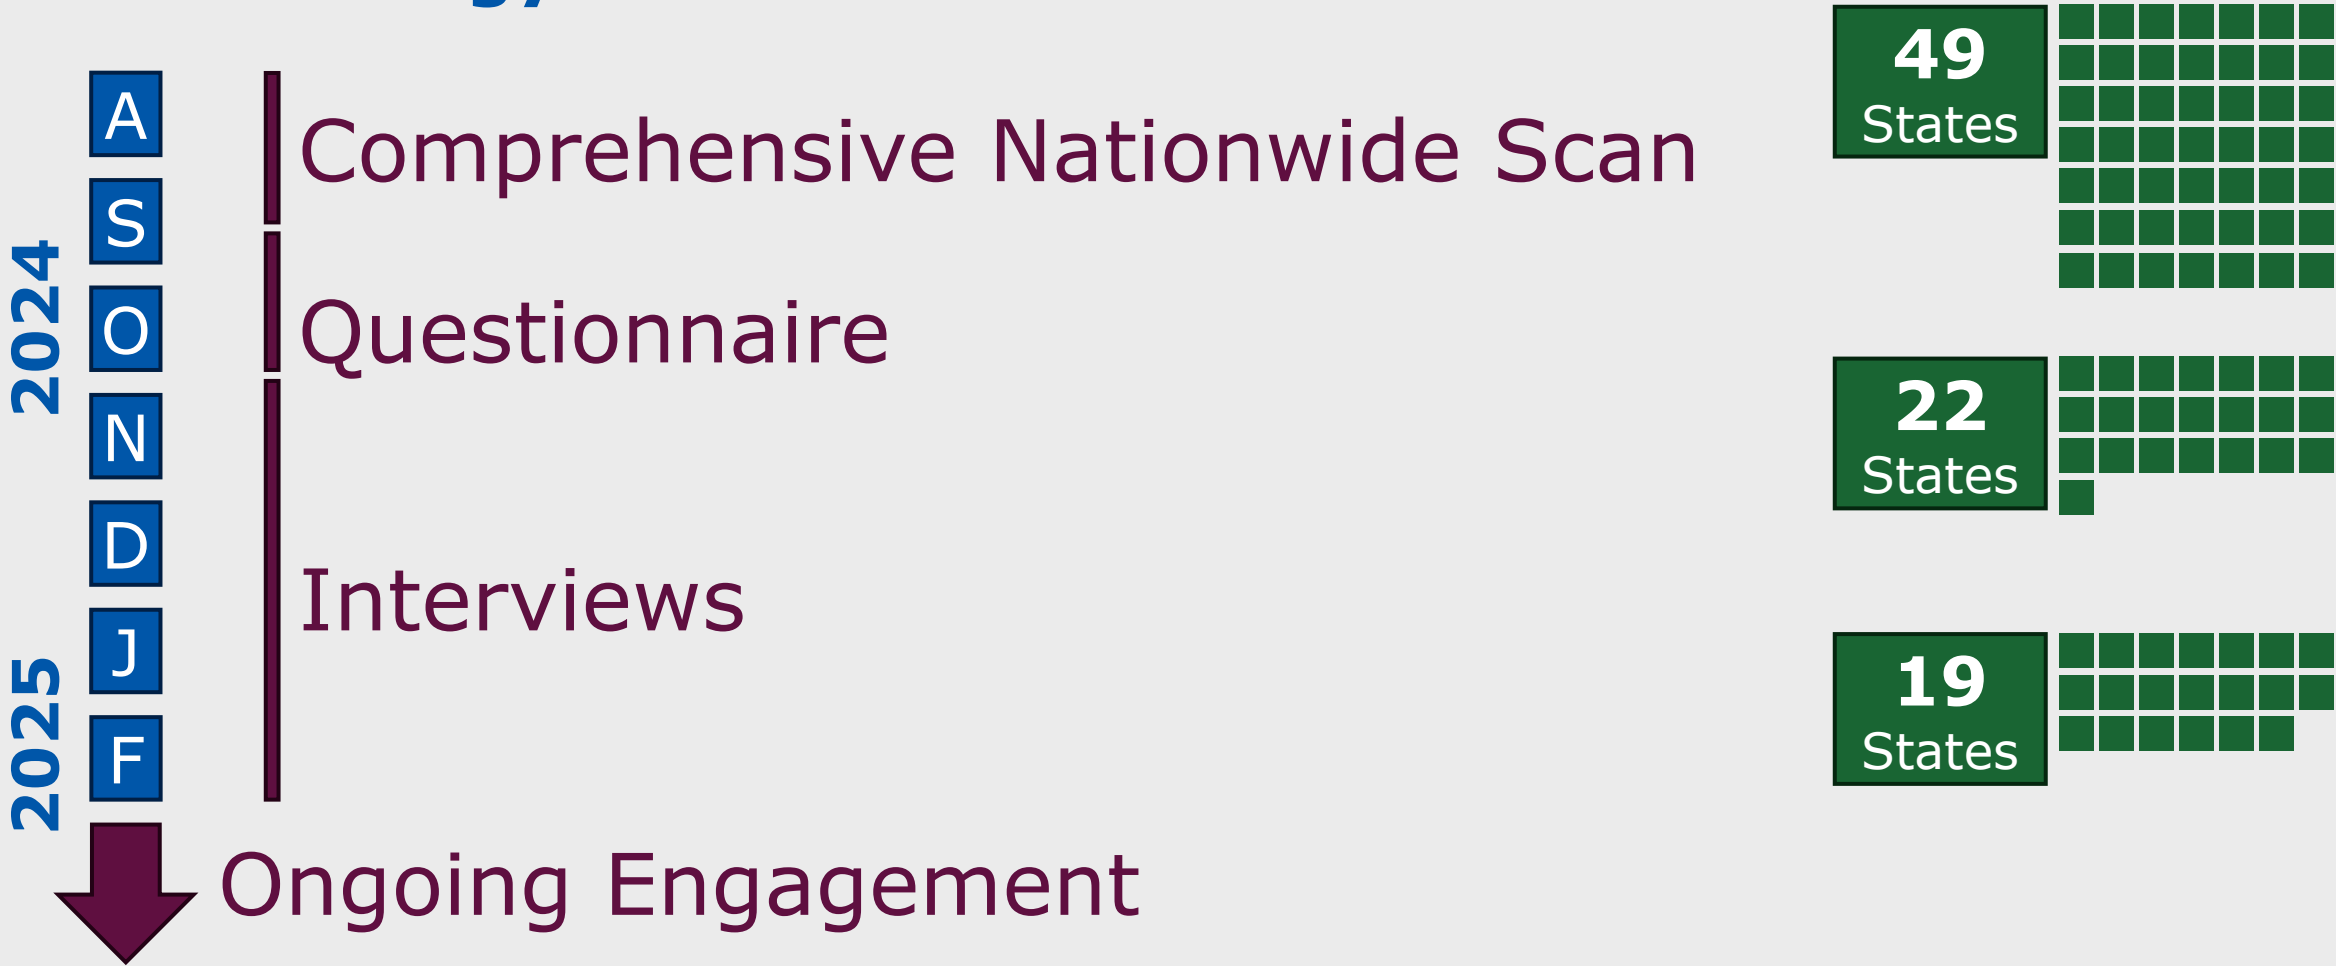 2024
A
S
O
N
D
2025
J
F
Comprehensive Nationwide Scan
49
States
Questionnaire
22
States
Interviews
19
States
Ongoing Engagement